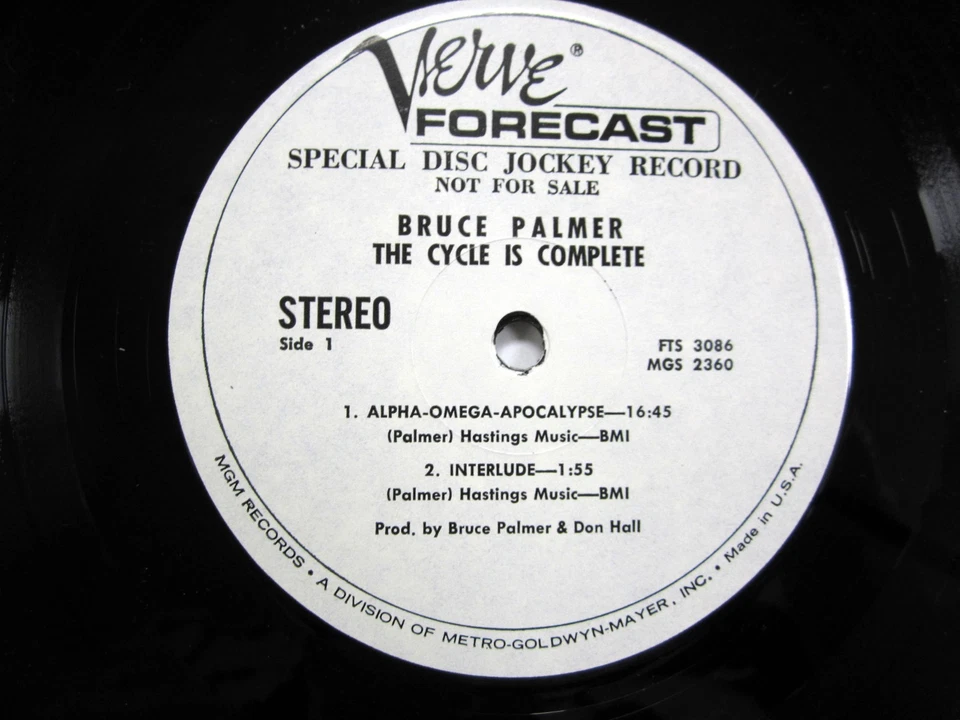 Verve®
FORECAST
SPECIAL DISC JOCKEY RECORD
NOT FOR SALE
BRUCE PALMER
THE CYCLE IS COMPLETE
STEREO
Side 1
FTS 3086
MGS 2360
1. ALPHA-OMEGA-APOCALYPSE—16:45
(Palmer) Hastings Music—BMI
2. INTERLUDE—1:55
(Palmer) Hastings Music—BMI
Prod. by Bruce Palmer & Don Hall
MGM RECORDS • A DIVISION OF METRO-GOLDWYN-MAYER, INC. • Made in U.S.A.